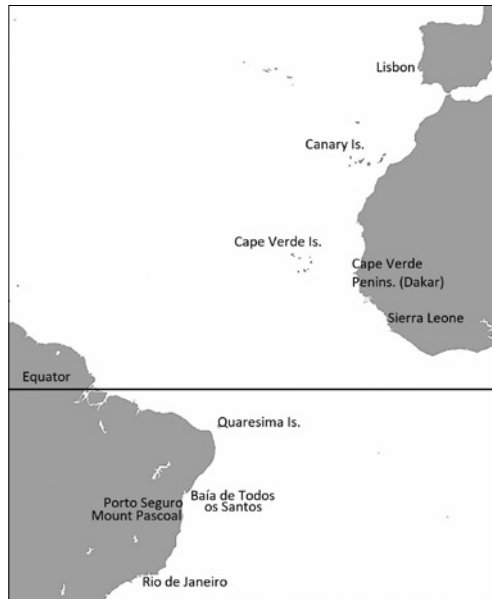 Lisbon
Canary Is.
Cape Verde Is.
Cape Verde
Penins. (Dakar)
Sierra Leone
Equator
Quaresima Is.
Baía de Todos
os Santos
Porto Seguro
Mount Pascoal
Rio de Janeiro